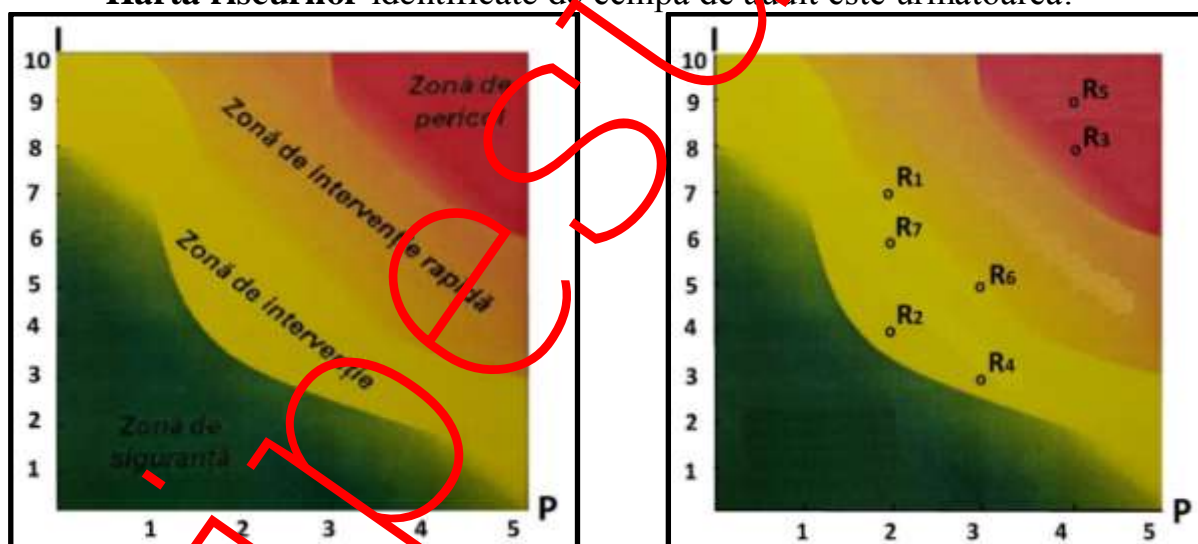 Harta riscurilor identificate de echipa de audit este următoarea:
I
10
9
8
7
6
5
4
3
2
1
Zonă de
pericol
Zonă de intervenție rapidă
Zonă de intervenție
Zonă de
siguranță
1 2 3 4 5
P
I
10
9
8
7
6
5
4
3
2
1
R5
R3
R1
R7
R6
R2
R4
1 2 3 4 5
P